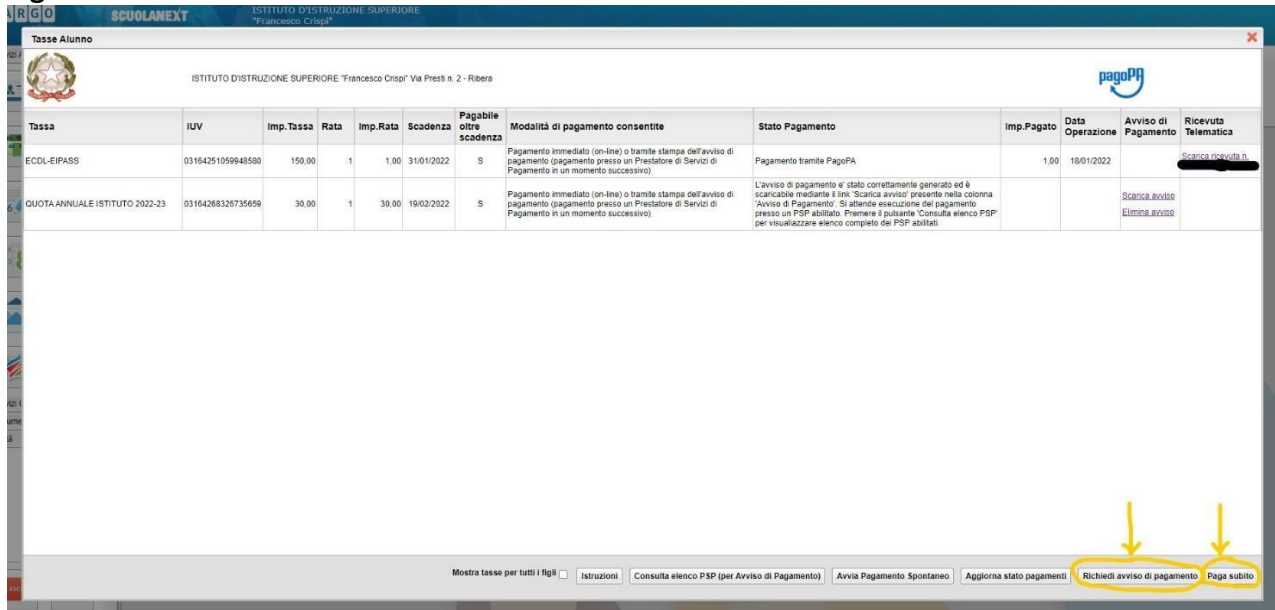 ARGO SCUOLANEXT ISTITUTO D'ISTRUZIONE SUPERIORE
"Francesco Crispi"
Tasse Alunno
ISTITUTO D'ISTRUZIONE SUPERIORE "Francesco Crispi" Via Presti n. 2 - Ribera
pagoPA
Tassa IUV Imp.Tassa Rata Imp.Rata Scadenza Pagabile oltre scadenza Modalità di pagamento consentite Stato Pagamento Imp.Pagato Data Operazione Avviso di Pagamento Ricevuta Telematica
ECDL-EIPASS 03164251059948580 150,00 1 1,00 31/01/2022 S
Pagamento immediato (on-line) o tramite stampa dell'avviso di
pagamento (pagamento presso un Prestatore di Servizi di
Pagamento in un momento successivo)
Pagamento tramite PagoPA 1,00 18/01/2022 Scarica ricevuta n.
QUOTA ANNUALE ISTITUTO 2022-23 03164268326735659 30,00 1 30,00 19/02/2022 S
Pagamento immediato (on-line) o tramite stampa dell'avviso di
pagamento (pagamento presso un Prestatore di Servizi di
Pagamento in un momento successivo)
L'avviso di pagamento e' stato correttamente generato ed è
scaricabile mediante il link 'Scarica avviso' presente nella colonna
'Avviso di Pagamento'. Si attende esecuzione del pagamento
presso un PSP abilitato. Premere il pulsante 'Consulta elenco PSP'
per visualiazzare elenco completo dei PSP abilitati.
Scarica avviso
Elimina avviso
Mostra tasse per tutti i figli Istruzioni Consulta elenco PSP (per Avviso di Pagamento) Avvia Pagamento Spontaneo Aggiorna stato pagamenti Richiedi avviso di pagamento Paga subito